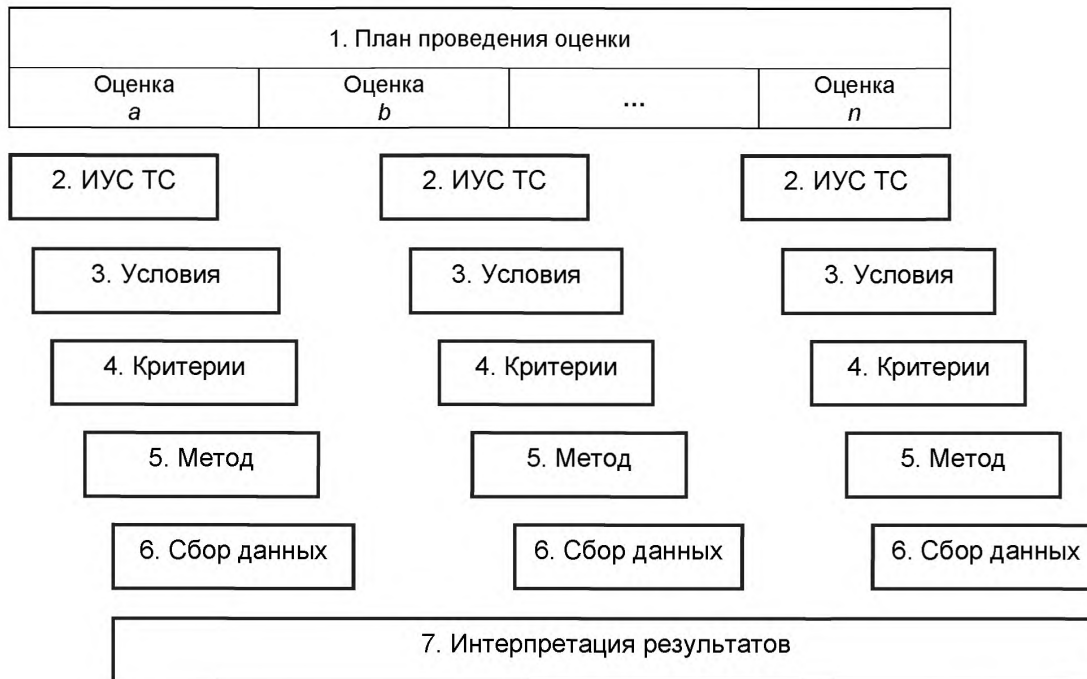 1. План проведения оценки
Оценка
a
Оценка
b
...
Оценка
n
2. ИУС ТС
2. ИУС ТС
2. ИУС ТС
3. Условия
3. Условия
3. Условия
4. Критерии
4. Критерии
4. Критерии
5. Метод
5. Метод
5. Метод
6. Сбор данных
6. Сбор данных
6. Сбор данных
7. Интерпретация результатов